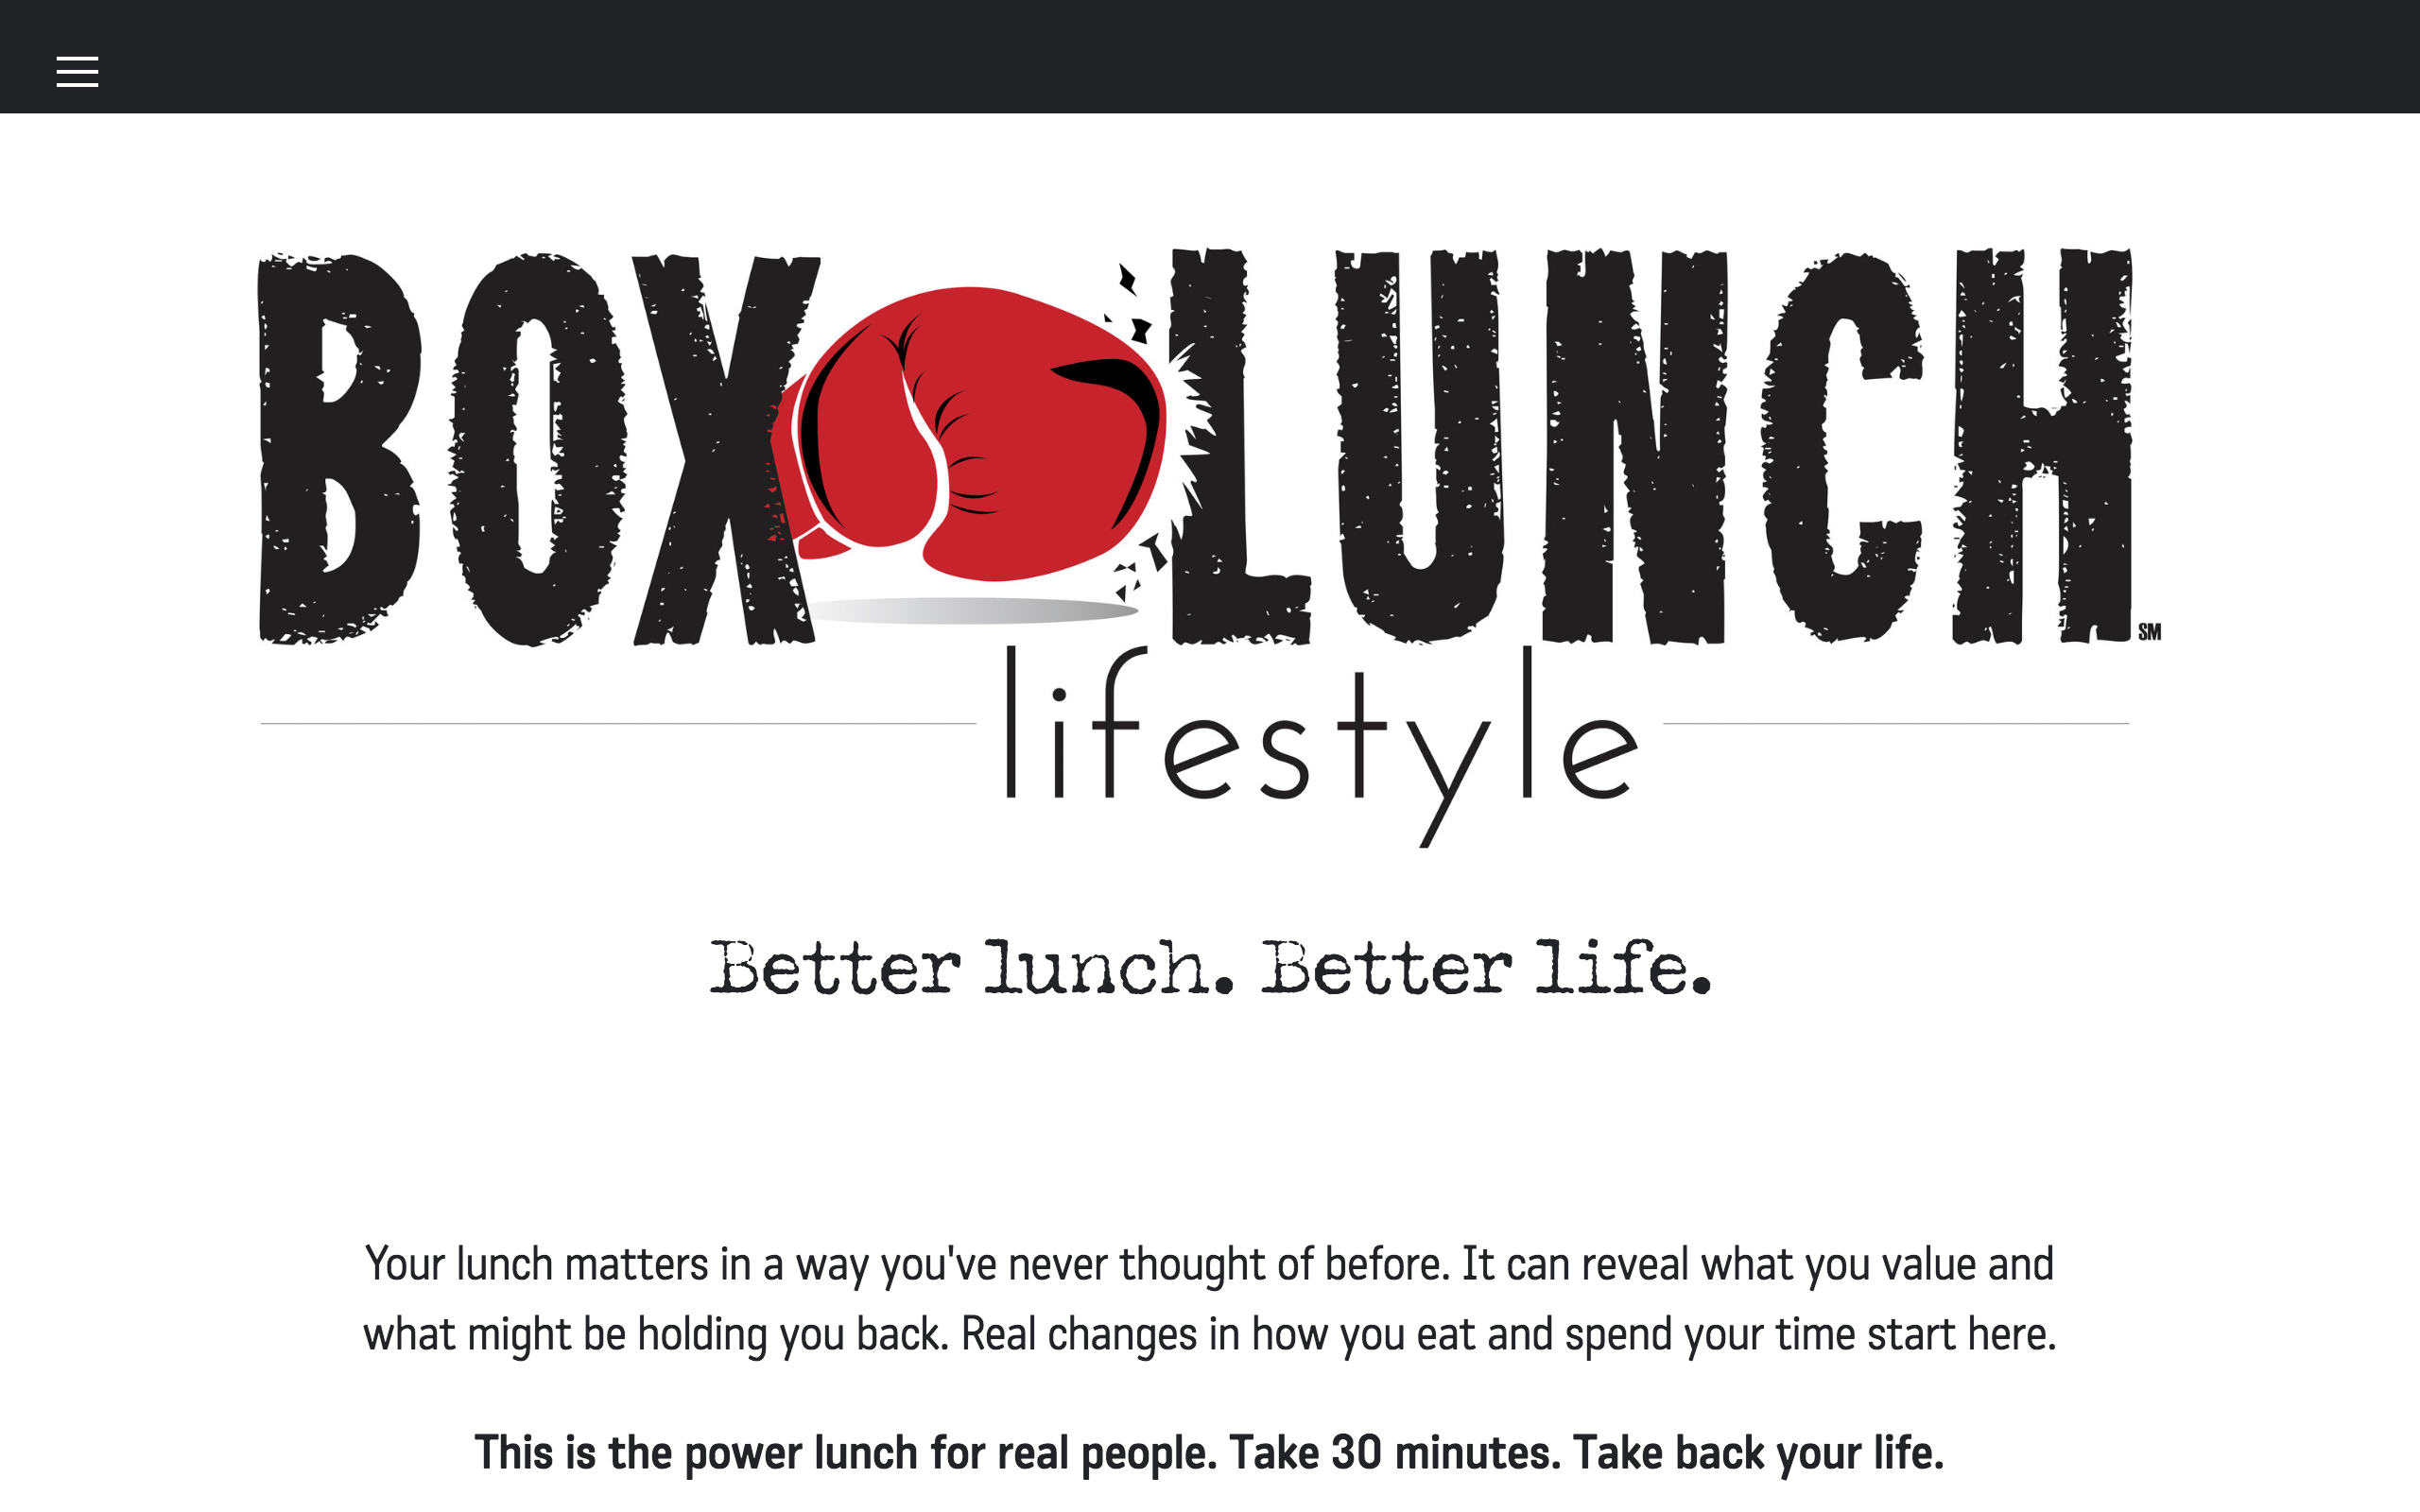 BOX LUNCH SM
lifestyle
Better lunch. Better life.
Your lunch matters in a way you've never thought of before. It can reveal what you value and
what might be holding you back. Real changes in how you eat and spend your time start here.
This is the power lunch for real people. Take 30 minutes. Take back your life.